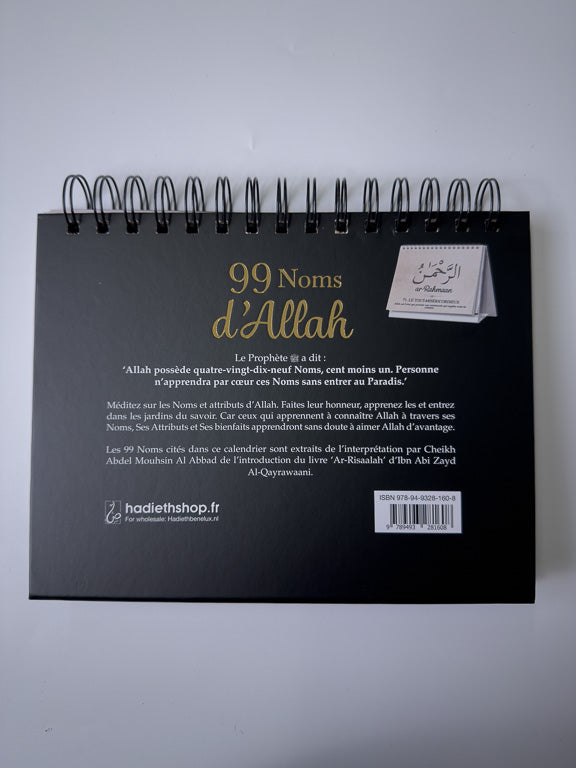 99 Noms
d'Allah
الرَّحْمَنُ
ar-Rahmaan
Le Prophète ﷺ a dit :
'Allah possède quatre-vingt-dix-neuf Noms, cent moins un. Personne
n'apprendra par cœur ces Noms sans entrer au Paradis.'
Méditez sur les Noms et attributs d'Allah. Faites leur honneur, apprenez les et entrez
dans les jardins du savoir. Car ceux qui apprennent à connaître Allah à travers ses
Noms, Ses Attributs et Ses bienfaits apprendront sans doute à aimer Allah d'avantage.
Les 99 Noms cités dans ce calendrier sont extraits de l'interprétation par Cheikh
Abdel Mouhsin Al Abbad de l'introduction du livre 'Ar-Risaalah' d'Ibn Abi Zayd
Al-Qayrawaani.
hadiethshop.fr
For wholesale: Hadiethbenelux.nl
ISBN 978-94-9328-160-8
9 789493 281608